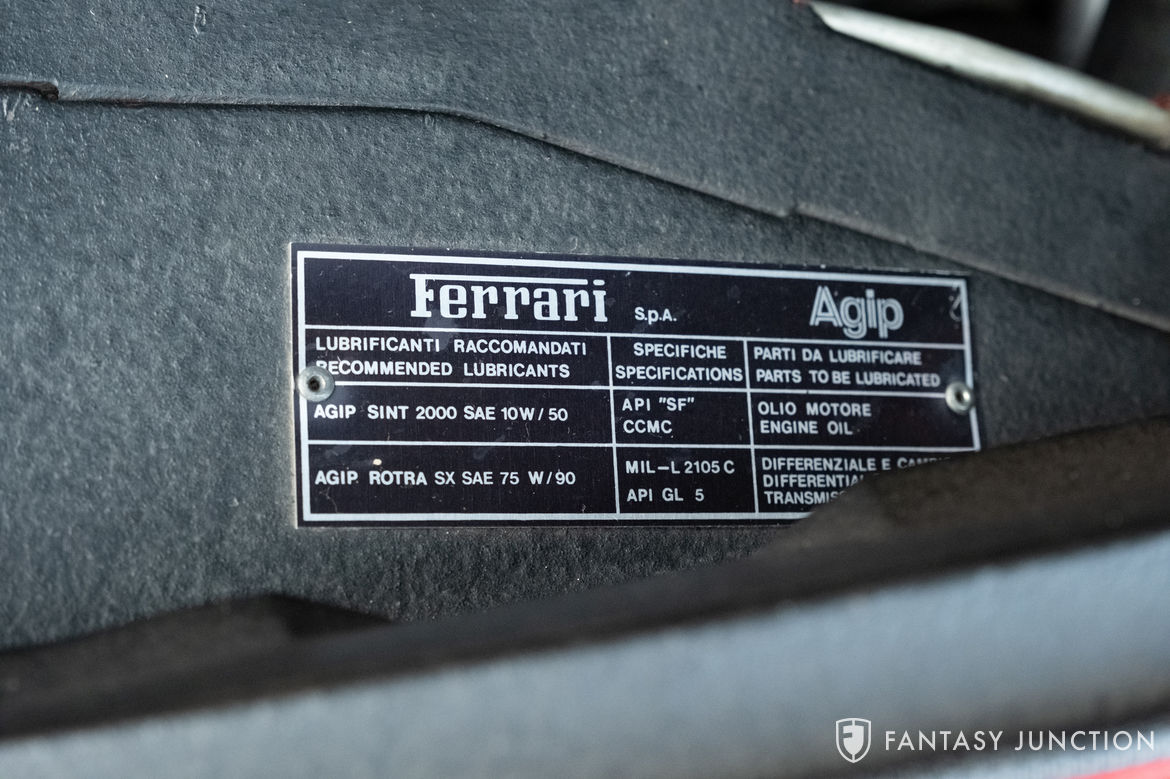 Ferrari S.p.A. Agip
LUBRIFICANTI RACCOMANDATI
RECOMMENDED LUBRICANTS
SPECIFICHE
SPECIFICATIONS
PARTI DA LUBRIFICARE
PARTS TO BE LUBRICATED
AGIP SINT 2000 SAE 10W/50
API "SF"
CCMC
OLIO MOTORE
ENGINE OIL
AGIP ROTRA SX SAE 75 W/90
MIL-L 2105 C
API GL 5
DIFFERENZIALE E
DIFFERENTIAL
FANTASY JUNCTION